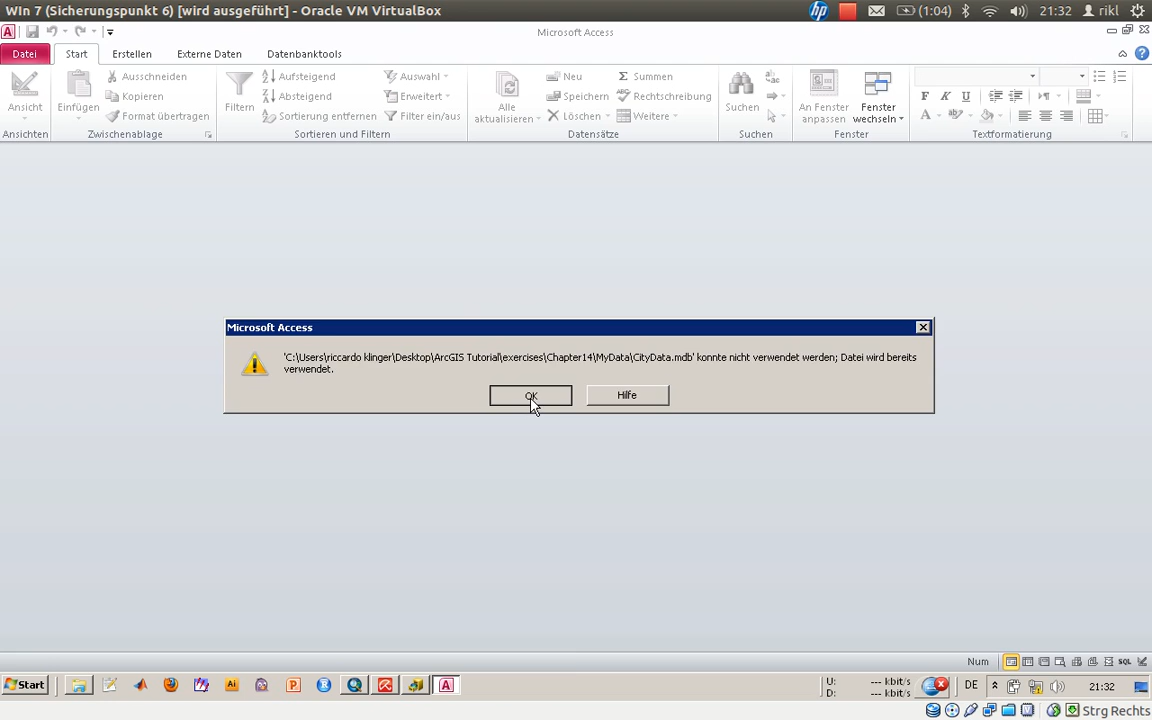 WIn 7 (Sicherungspunkt 6) [wird ausgeführt] - Oracle VM VirtualBox
hp
(1:04)
21:32
rikl
Microsoft Access
Datei
Start
Erstellen
Externe Daten
Datenbanktools
Ansicht
Ansichten
Einfügen
Ausschneiden
Kopieren
Format übertragen
Zwischenablage
Filtern
Aufsteigend
Absteigend
Sortierung entfernen
Auswahl
Erweitert
Filter ein/aus
Sortieren und Filtern
Alle
aktualisieren
Neu
Speichern
Löschen
Summen
Rechtschreibung
Weitere
Datensätze
Suchen
Suchen
An Fenster
anpassen
Fenster
wechseln
Fenster
F K U
A
Textformatierung
Microsoft Access
'C:\Users\riccardo klinger\Desktop\ArcGIS Tutorial\exercises\Chapter14\MyData\CityData.mdb' konnte nicht verwendet werden; Datei wird bereits
verwendet.
OK
Hilfe
Num
SQL
Start
Ai
P
R
A
U: --- kbit/s
D: --- kbit/s
DE
21:32
Strg Rechts